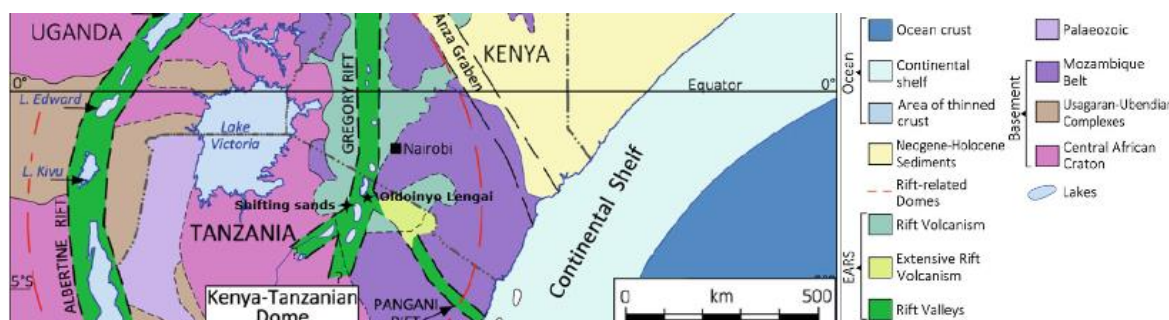 UGANDA
KENYA
Anza Graben
0°
0°
Equator
L. Edward
GREGORY RIFT
Lake
Victoria
Nairobi
L. Kivu
Oldoinyo Lengai
Shifting sands
TANZANIA
ALBERTINE RIFT
Continental Shelf
5°S
Kenya-Tanzanian
Dome
PANGANI
0 km 500
Ocean
Ocean crust
Continental
shelf
Area of thinned
crust
Neogene-Holocene
Sediments
Rift-related
Domes
EARS
Rift Volcanism
Extensive Rift
Volcanism
Rift Valleys
Palaeozoic
Basement
Mozambique
Belt
Usagaran-Ubendian
Complexes
Central African
Craton
Lakes